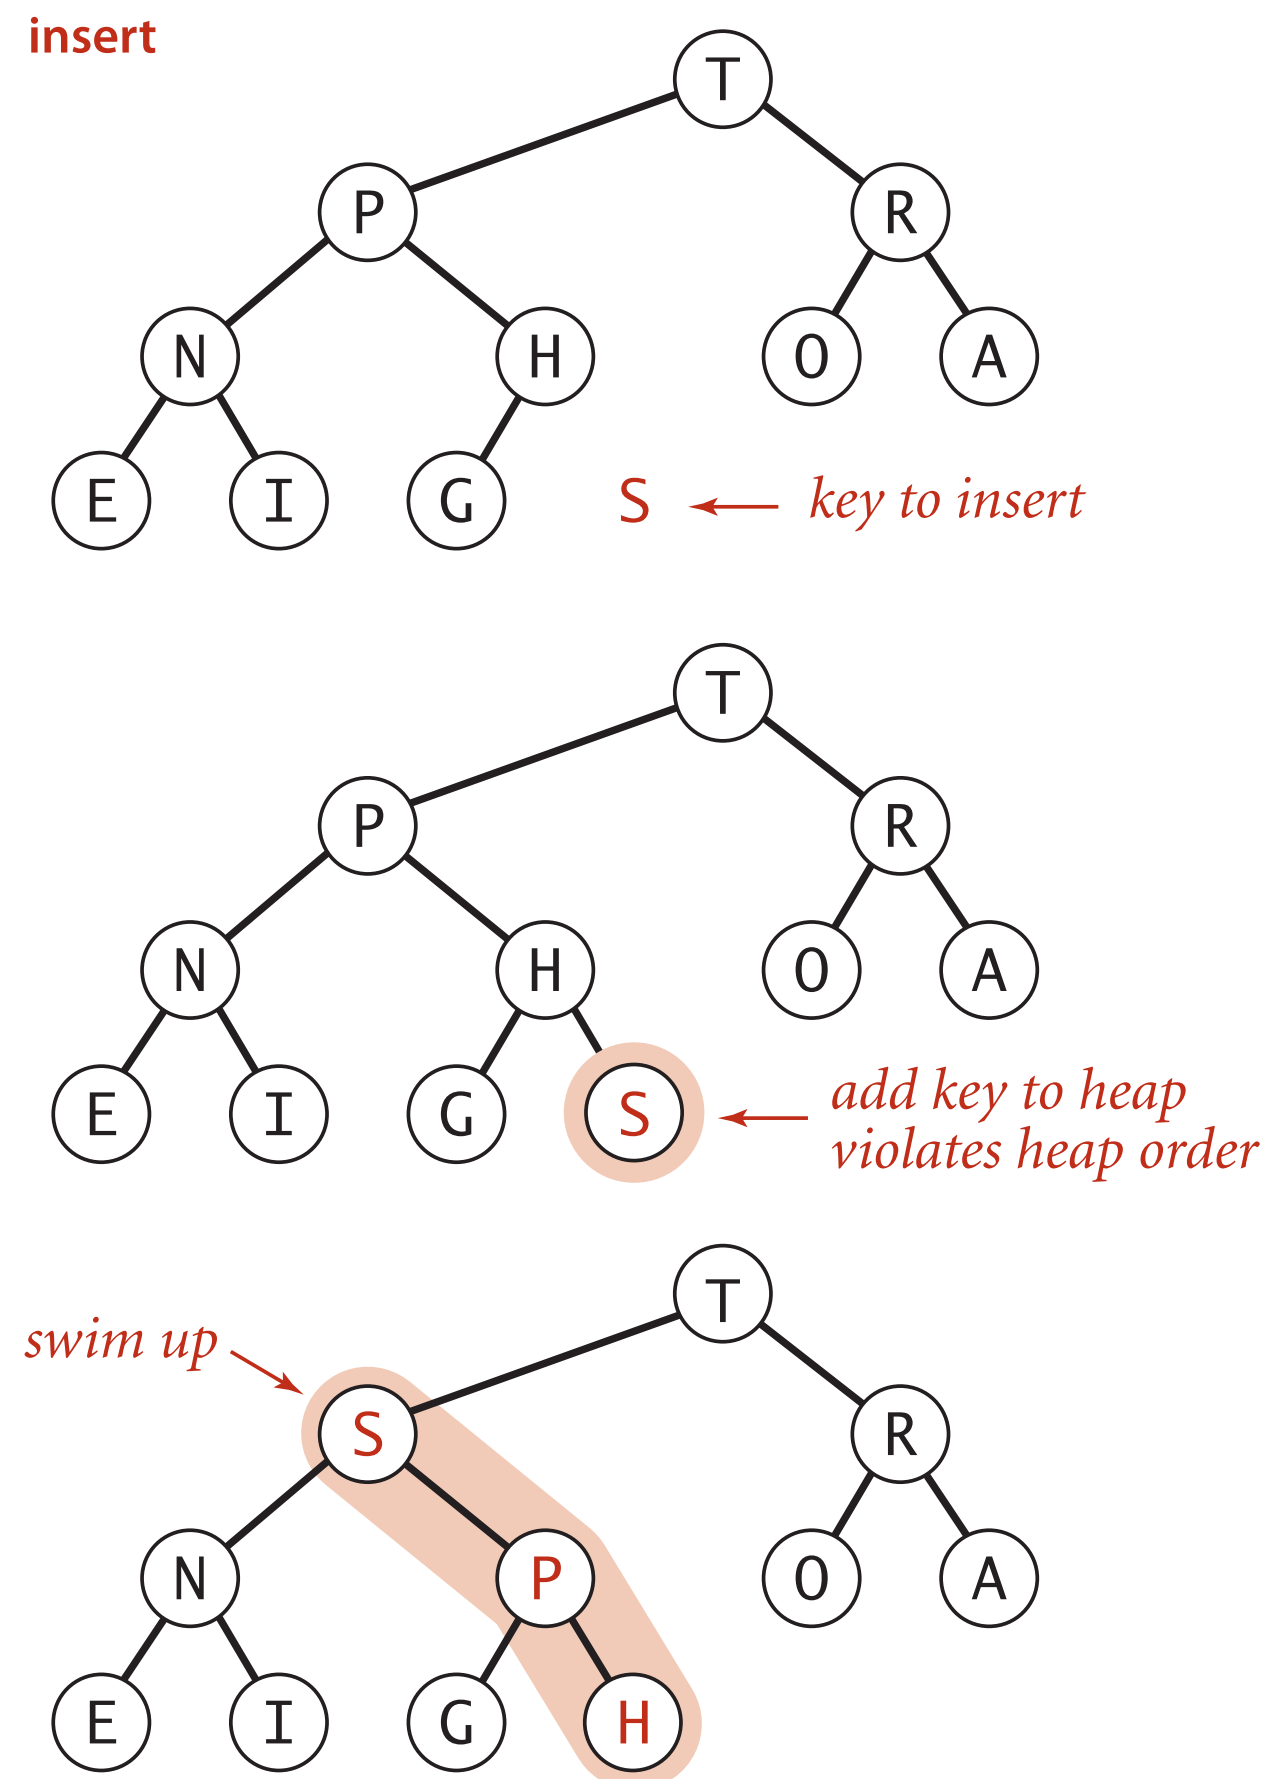 insert
T
P R
N H O A
E I G S key to insert
T
P R
N H O A
E I G S add key to heap
violates heap order
T
swim up
S R
N P O A
E I G H